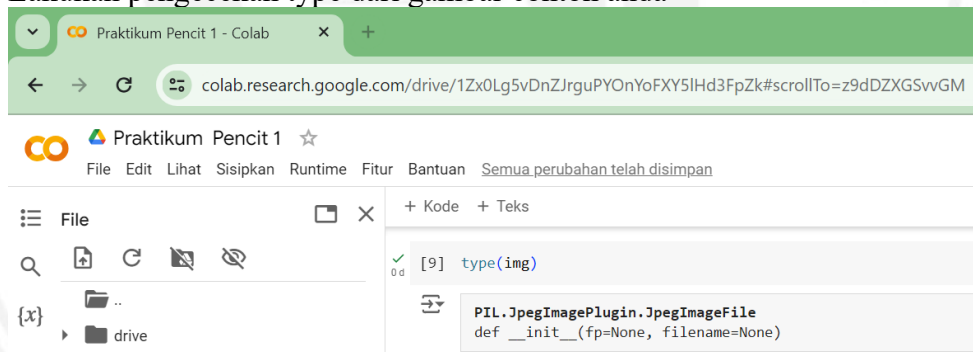 Praktikum Pencit 1 - Colab
colab.research.google.com/drive/1Zx0Lg5vDnZJrguPYOnYoFXY5lHd3FpZk#scrollTo=z9dDZXGSvvGM
Praktikum Pencit 1
File Edit Lihat Sisipkan Runtime Fitur Bantuan Semua perubahan telah disimpan
File
+ Kode + Teks
0 d
[9] type(img)
..
{x}
drive
PIL.JpegImagePlugin.JpegImageFile
def __init__(fp=None, filename=None)